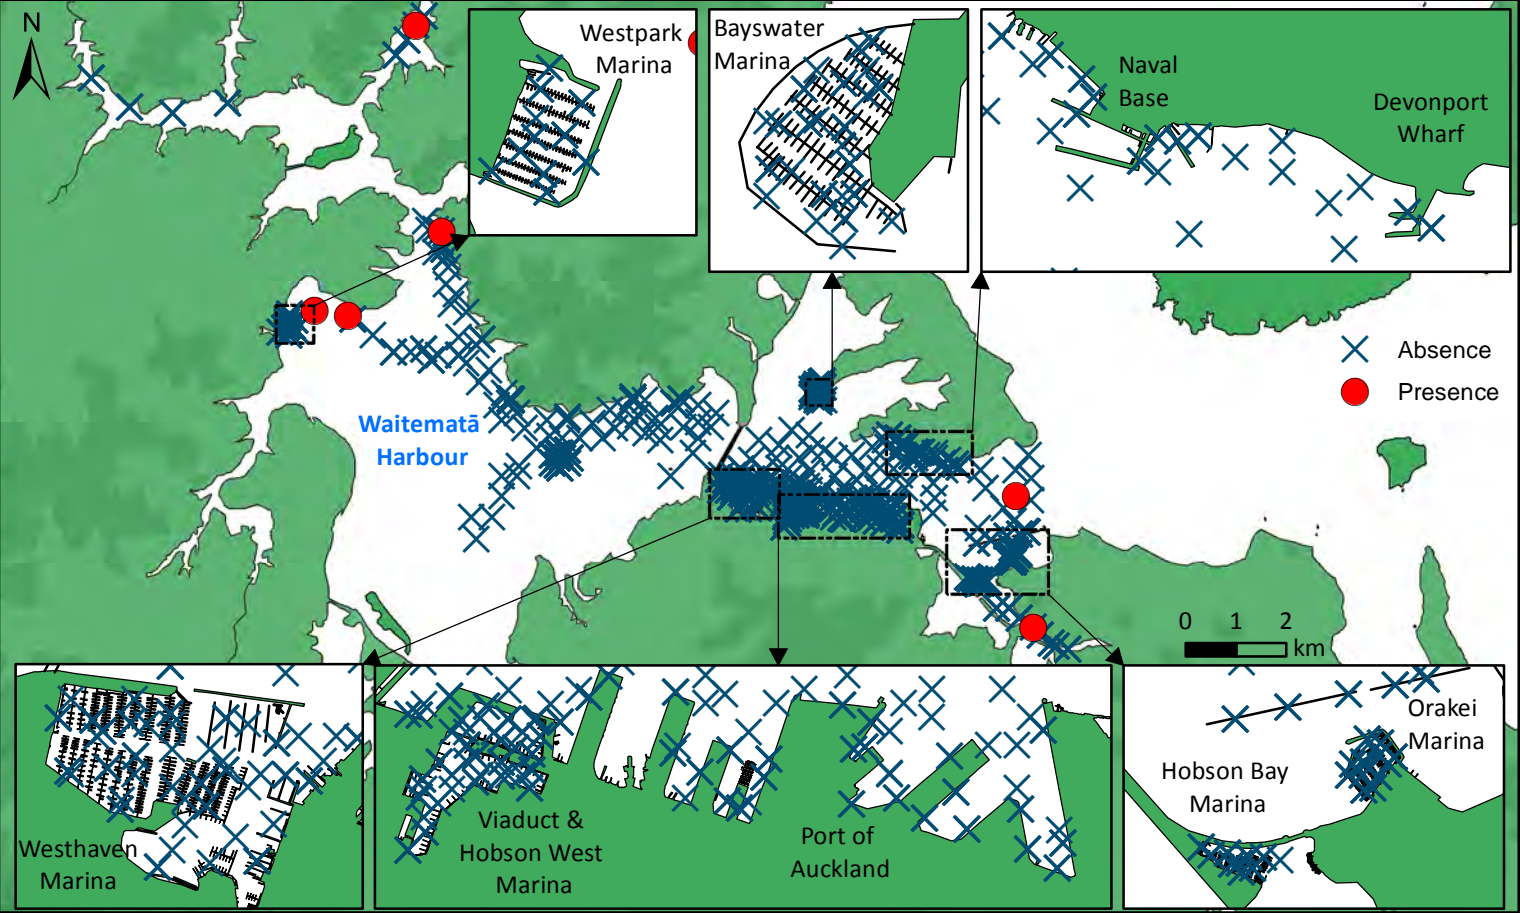 N
Westpark
Marina
Bayswater
Marina
Naval
Base
Devonport
Wharf
Absence
Presence
Waitematā
Harbour
0 1 2
km
Westhaven
Marina
Viaduct &
Hobson West
Marina
Port of
Auckland
Hobson Bay
Marina
Orakei
Marina